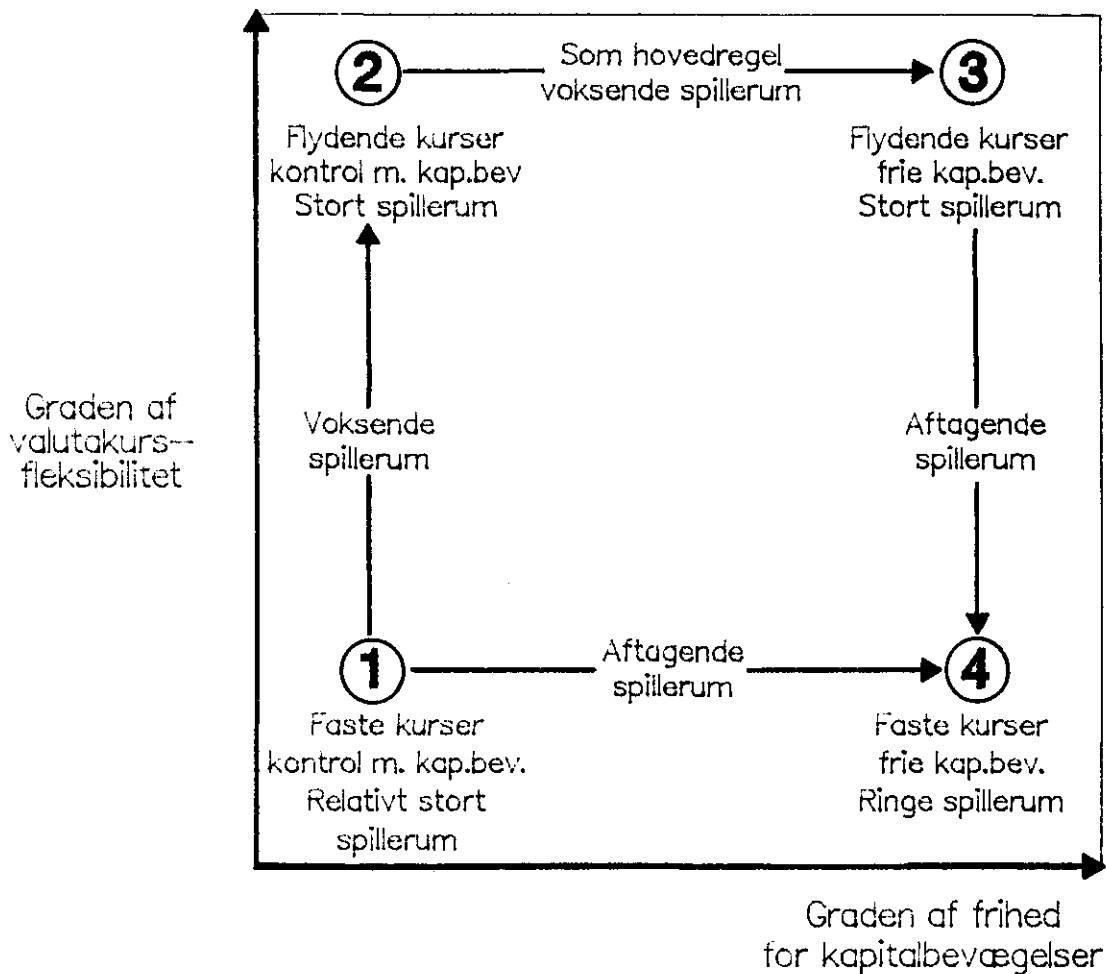 2
Som hovedregel
voksende spillerum
3
Flydende kurser
kontrol m. kap.bev
Stort spillerum
Flydende kurser
frie kap.bev.
Stort spillerum
Graden af
valutakurs--
fleksibilitet
Voksende
spillerum
Aftagende
spillerum
1
Aftagende
spillerum
4
Faste kurser
kontrol m. kap.bev.
Relativt stort
spillerum
Faste kurser
frie kap.bev.
Ringe spillerum
Graden af frihed
for kapitalbevægelser